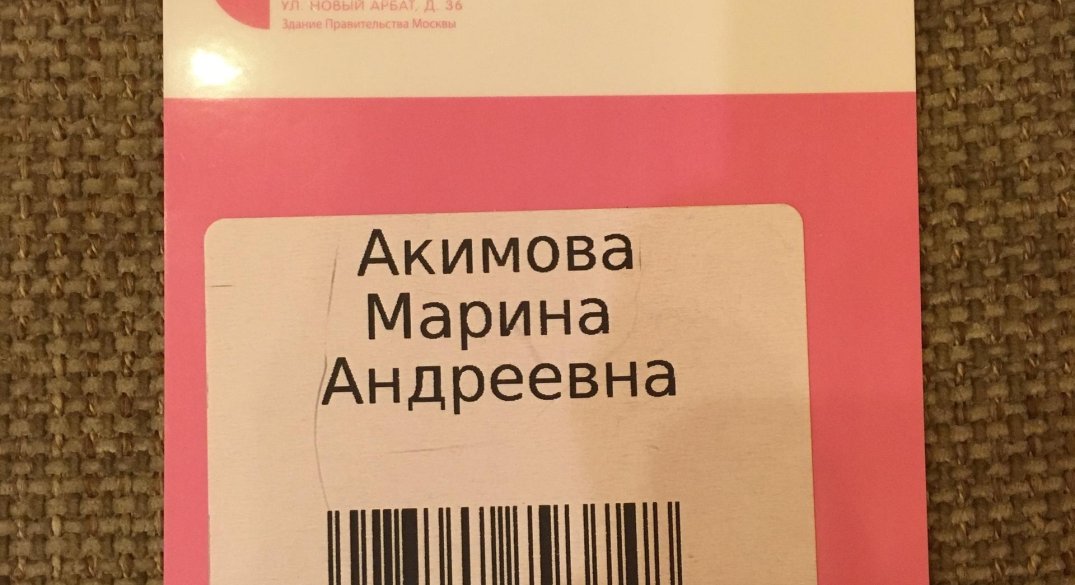 УЛ. НОВЫЙ АРБАТ, Д. 36
Здание Правительства Москвы
Акимова
Марина
Андреевна